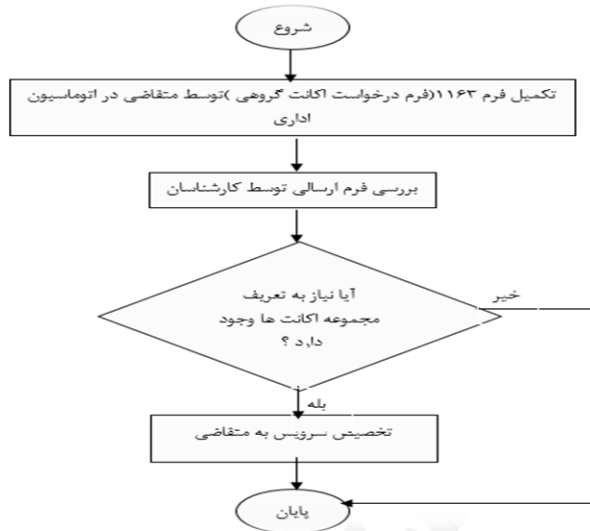 شروع
تکمیل فرم ۱۱۶۳(فرم درخواست اکانت گروهی )توسط متقاضی در اتوماسیون
اداری
بررسی فرم ارسالی توسط کارشناسان
آیا نیاز به تعریف
مجموعه اکانت ها وجود
دارد ؟
خیر
بله
تخصیص سرویس به متقاضی
پایان